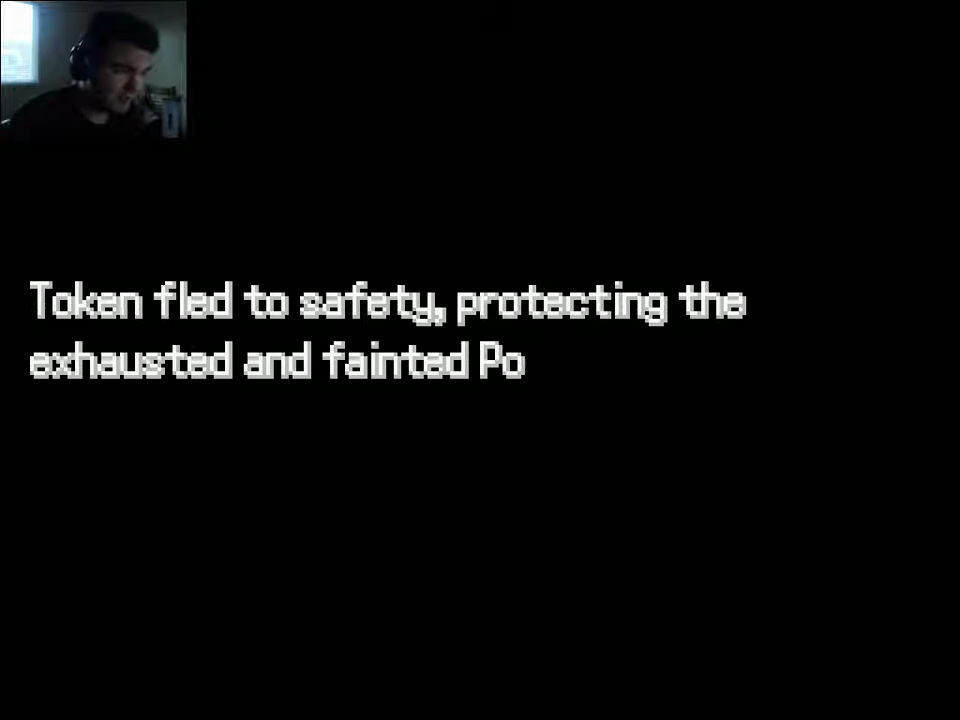 Token fled to safety, protecting the
exhausted and fainted Po